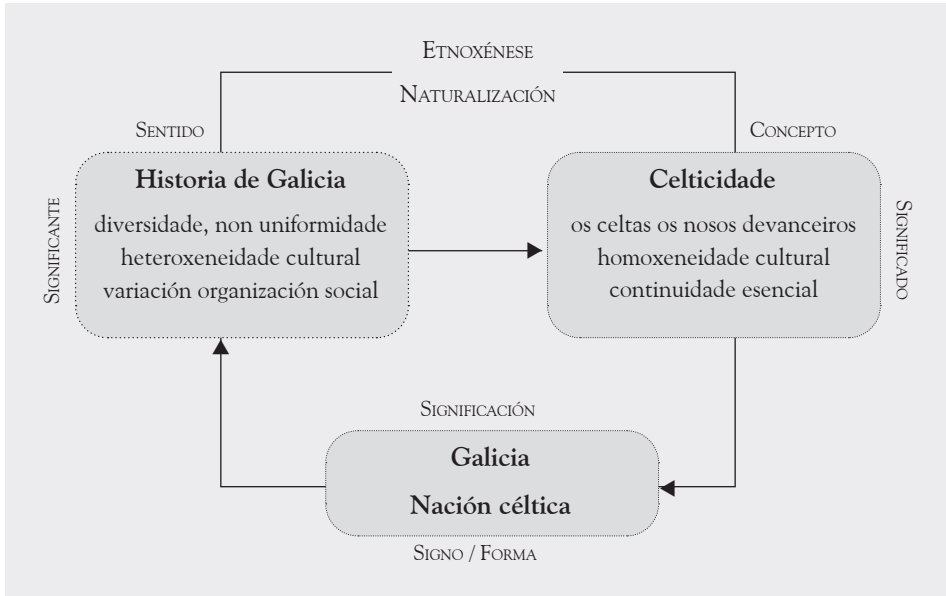 Etnoxénese
Naturalización
Sentido
Concepto
Significante
Historia de Galicia
diversidade, non uniformidade
heteroxeneidade cultural
variación organización social
Celticidade
os celtas os nosos devanceiros
homoxeneidade cultural
continuidade esencial
Significado
Significación
Galicia
Nación céltica
Signo / Forma